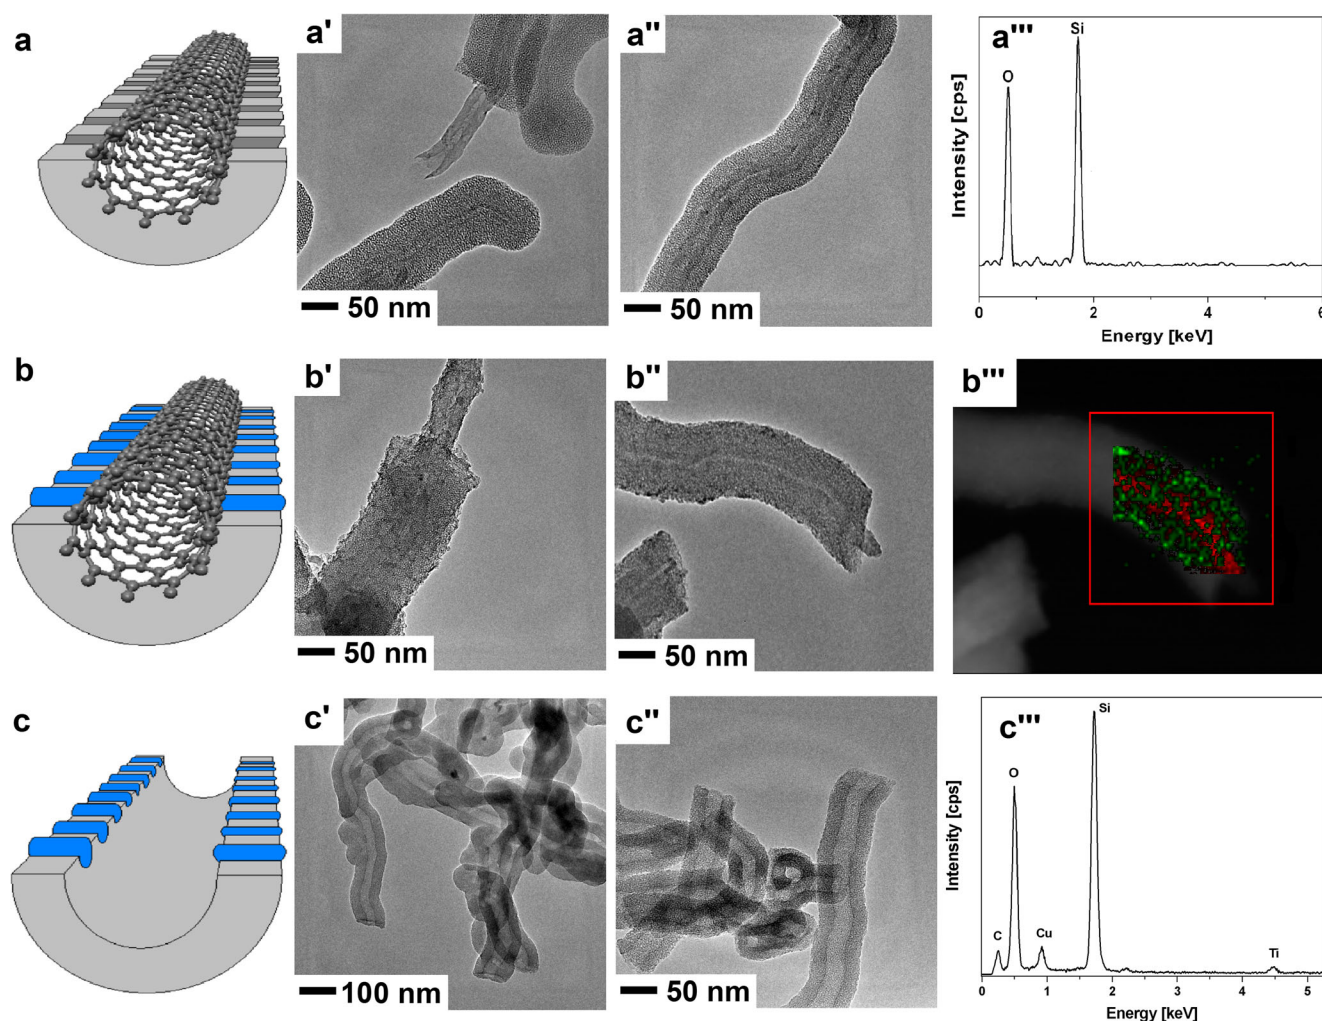 a
a'
50 nm
a''
50 nm
a'''
Intensity [cps]
O
Si
0
2
4
6
Energy [keV]
b
b'
50 nm
b''
50 nm
b'''
c
c'
100 nm
c''
50 nm
c'''
Intensity [cps]
C
O
Cu
Si
Ti
0
1
2
3
4
5
Energy [keV]